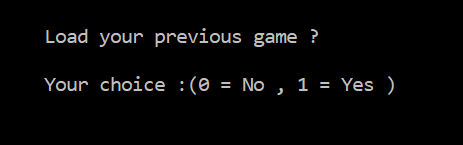 Load your previous game ?
Your choice :(0 = No , 1 = Yes )